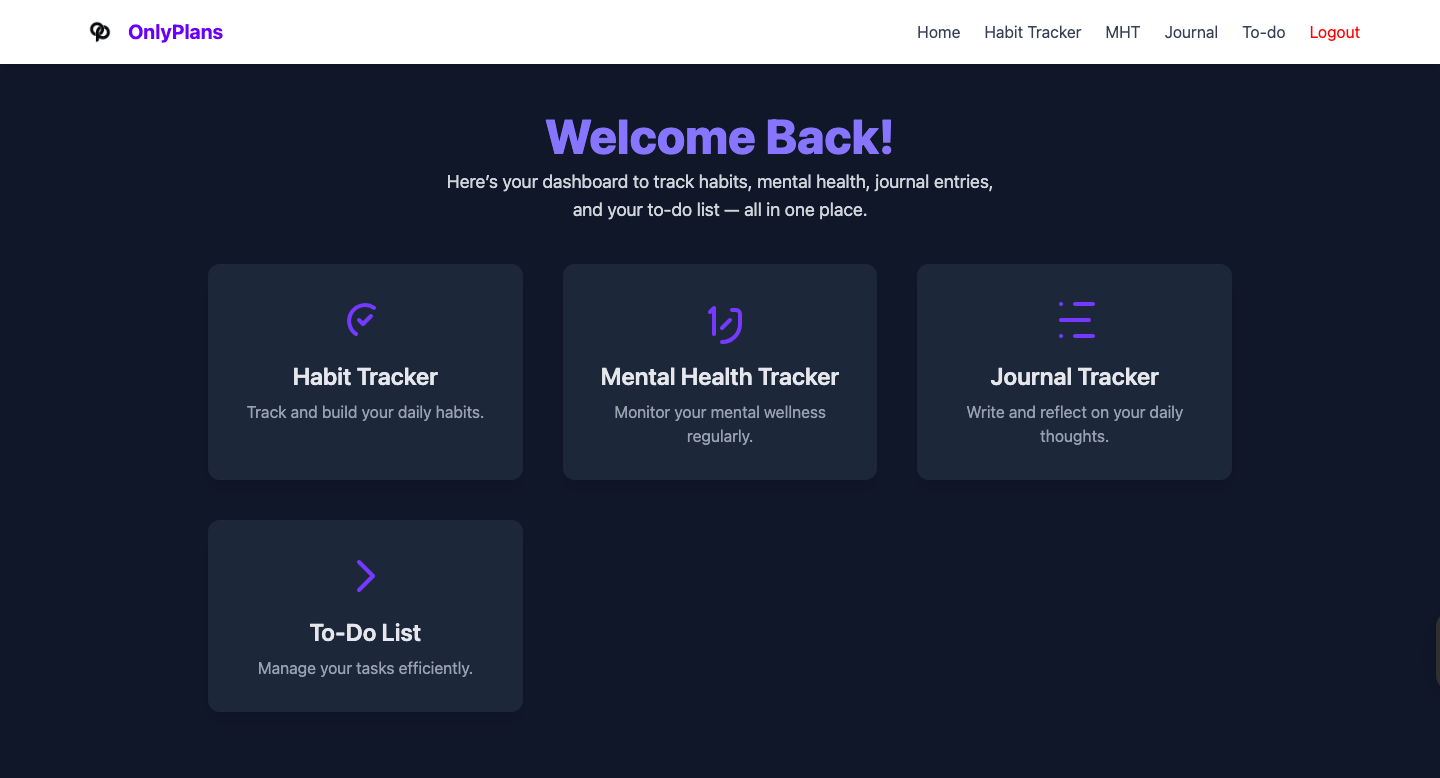 OnlyPlans
Home Habit Tracker MHT Journal To-do Logout
Welcome Back!
Here’s your dashboard to track habits, mental health, journal entries,
and your to-do list — all in one place.
Habit Tracker
Track and build your daily habits.
Mental Health Tracker
Monitor your mental wellness
regularly.
Journal Tracker
Write and reflect on your daily
thoughts.
To-Do List
Manage your tasks efficiently.